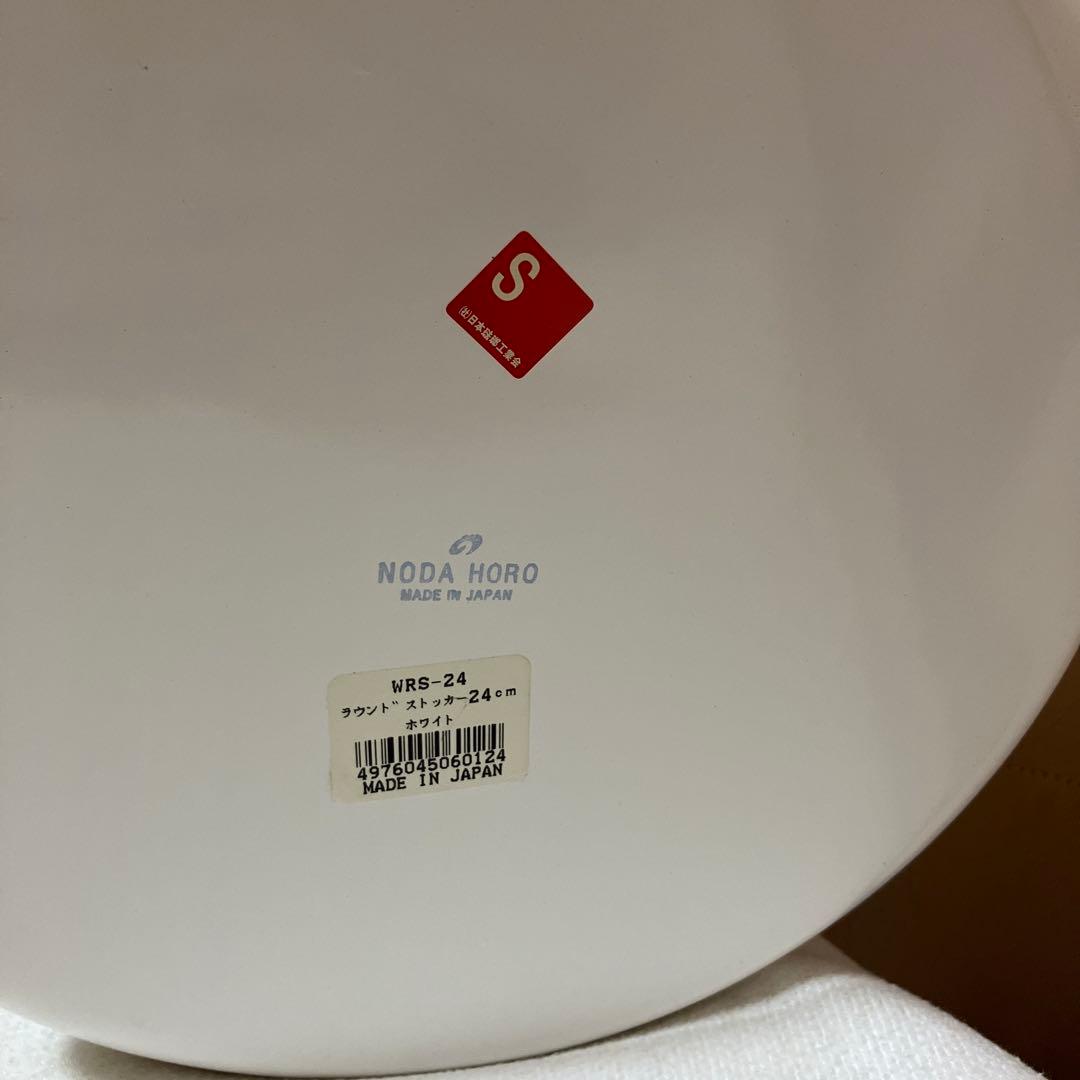 S
(社)日本琺瑯工業会
NODA HORO
MADE IN JAPAN
WRS-24
ラウンド゛ストッカー24cm
ホワイト
4976045060124
MADE IN JAPAN